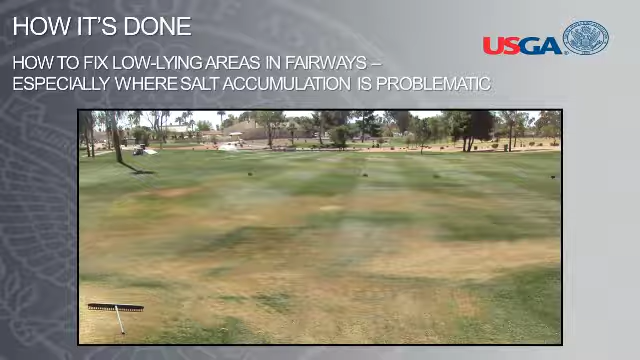 HOW IT'S DONE
HOW TO FIX LOW-LYING AREAS IN FAIRWAYS –
ESPECIALLY WHERE SALT ACCUMULATION IS PROBLEMATIC
USGA